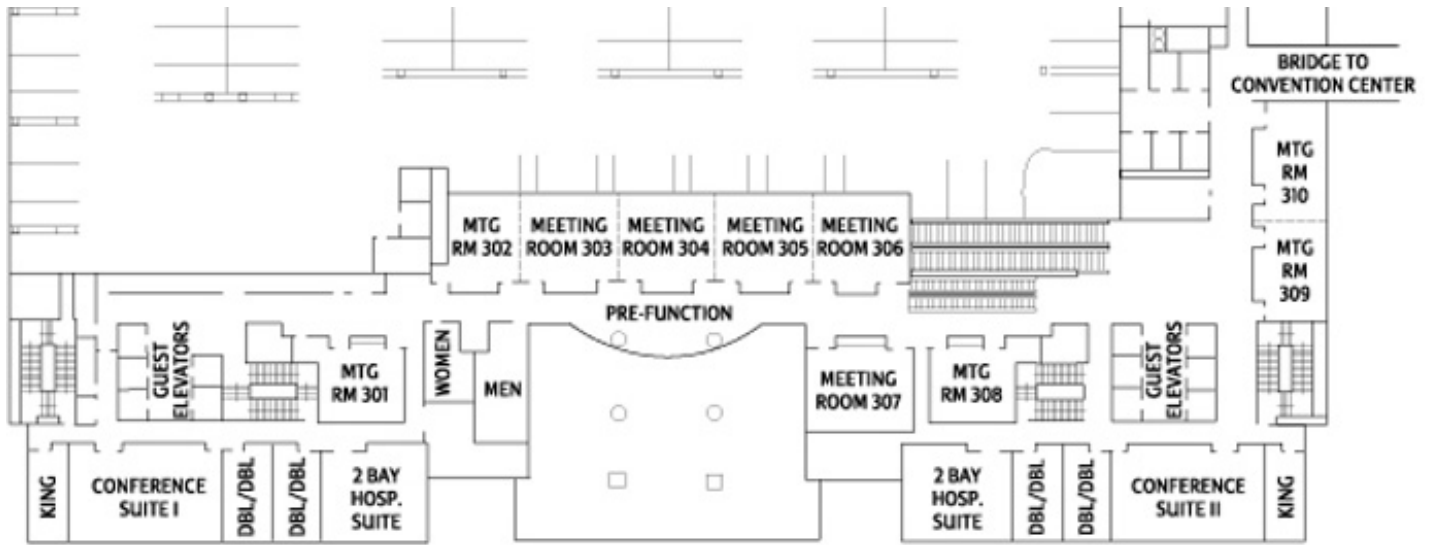 BRIDGE TO
CONVENTION CENTER
MTG
RM
310
MTG
RM 302
MEETING
ROOM 303
MEETING
ROOM 304
MEETING
ROOM 305
MEETING
ROOM 306
MTG
RM
309
PRE-FUNCTION
GUEST
ELEVATORS
MTG
RM 301
WOMEN
MEN
MEETING
ROOM 307
MTG
RM 308
GUEST
ELEVATORS
KING
CONFERENCE
SUITE I
DBL/DBL
DBL/DBL
2 BAY
HOSP.
SUITE
2 BAY
HOSP.
SUITE
DBL/DBL
DBL/DBL
CONFERENCE
SUITE II
KING